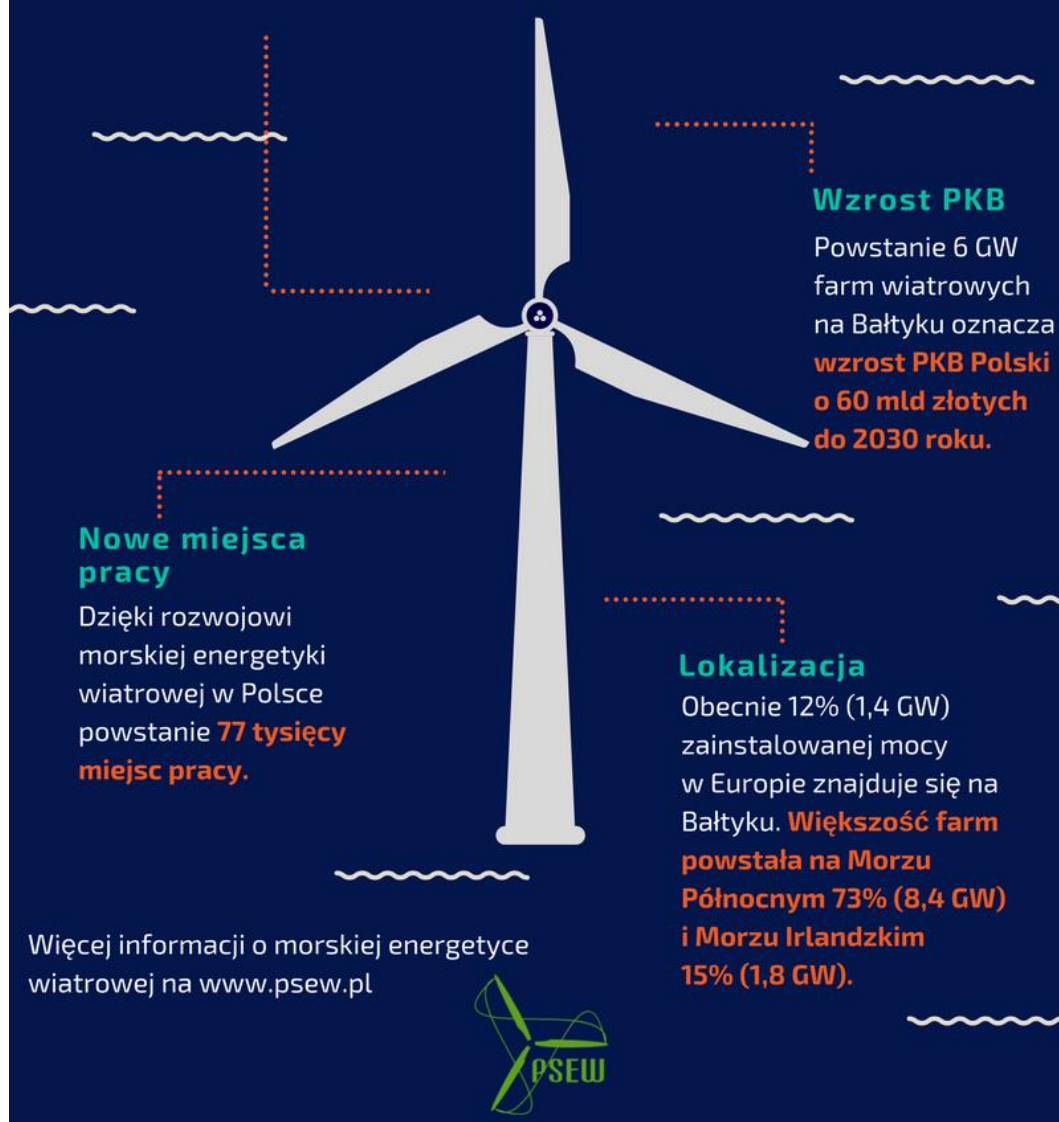 Wzrost PKB
Powstanie 6 GW
farm wiatrowych
na Bałtyku oznacza
wzrost PKB Polski
o 60 mld złotych
do 2030 roku.
Nowe miejsca
pracy
Dzięki rozwojowi
morskiej energetyki
wiatrowej w Polsce
powstanie 77 tysięcy
miejsc pracy.
Lokalizacja
Obecnie 12% (1,4 GW)
zainstalowanej mocy
w Europie znajduje się na
Bałtyku. Większość farm
powstała na Morzu
Północnym 73% (8,4 GW)
i Morzu Irlandzkim
15% (1,8 GW).
Więcej informacji o morskiej energetyce
wiatrowej na www.psew.pl
PSEW